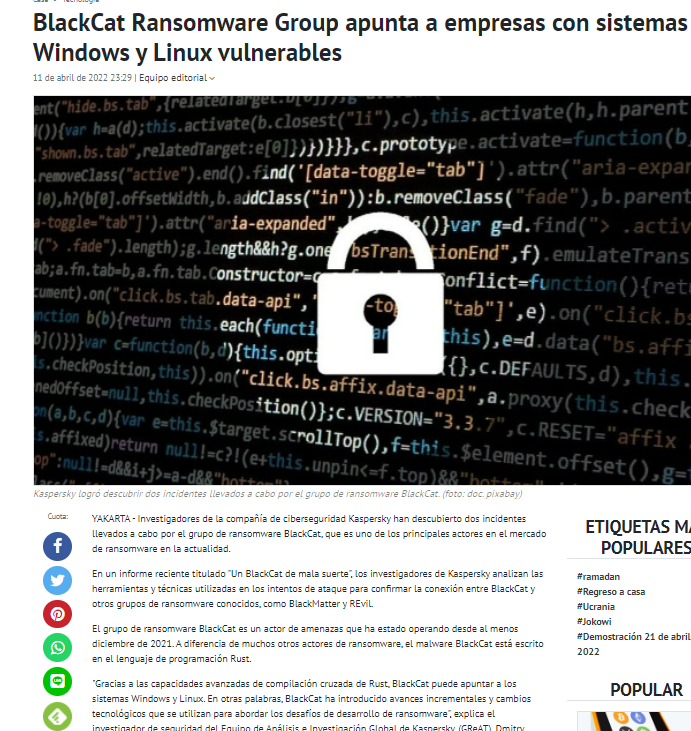 Tecnología
BlackCat Ransomware Group apunta a empresas con sistemas
Windows y Linux vulnerables
11 de abril de 2022 23:29 | Equipo editorial
ent("hide.bs.tab",{relatedTarget:b[0]});g
()){var h=a(d);this.activate(b.closest("li"),c),this.activate(h,h.parent
"shown.bs.tab",relatedTarget:e[0]})})}}},c.prototype.activate=function(b
.removeClass("active").end().find('[data-toggle="tab"]').attr("aria-expan
!0),h?(b[0].offsetWidth,b.addClass("in")):b.removeClass("fade"),b.parent
a-toggle="tab"]').attr("aria-expanded", ()}var g=d.find("> .activ
("> .fade").length);g.length&&h?g.one bsTransitionEnd",f).emulateTrans
ab;a.fn.tab=b,a.fn.tab.Constructor=c onflict=function(){retu
cument).on("click.bs.tab.data-api", "tab"]',e).on("click.bs
nction b(b){return this.each(functi this),e=d.data("bs.affi
b]()})}var c=function(b,d){this.opti ({},c.DEFAULTS,d),this.
s.checkPosition,this)).on("click.bs.affix.data-api",a.proxy(this.check
nedOffset=null,this.checkPosition()};c.VERSION="3.3.7",c.RESET="affix
on(a,b,c,d){var e=this.$target.scrollTop(),f=this.$element.offset(),g=
s.affixed)return null!=c?!(e+this.unpin<=f.top)&&"bottom"
op":null!=d&&i+j>=a-d&&"bottom"
Kaspersky logró descubrir dos incidentes llevados a cabo por el grupo de ransomware BlackCat. (foto: doc. pixabay)
Cuota:
YAKARTA - Investigadores de la compañía de ciberseguridad Kaspersky han descubierto dos incidentes
llevados a cabo por el grupo de ransomware BlackCat, que es uno de los principales actores en el mercado
de ransomware en la actualidad.
En un informe reciente titulado "Un BlackCat de mala suerte", los investigadores de Kaspersky analizan las
herramientas y técnicas utilizadas en los intentos de ataque para confirmar la conexión entre BlackCat y
otros grupos de ransomware conocidos, como BlackMatter y REvil.
El grupo de ransomware BlackCat es un actor de amenazas que ha estado operando desde al menos
diciembre de 2021. A diferencia de muchos otros actores de ransomware, el malware BlackCat está escrito
en el lenguaje de programación Rust.
"Gracias a las capacidades avanzadas de compilación cruzada de Rust, BlackCat puede apuntar a los
sistemas Windows y Linux. En otras palabras, BlackCat ha introducido avances incrementales y cambios
tecnológicos que se utilizan para abordar los desafíos de desarrollo de ransomware", explica el
investigador de seguridad del Equipo de Análisis e Investigación Global de Kaspersky (GReAT), Dmitry
ETIQUETAS MÁ
POPULARES
#ramadan
#Regreso a casa
#Ucrania
#Jokowi
#Demostración 21 de abril
2022
POPULAR